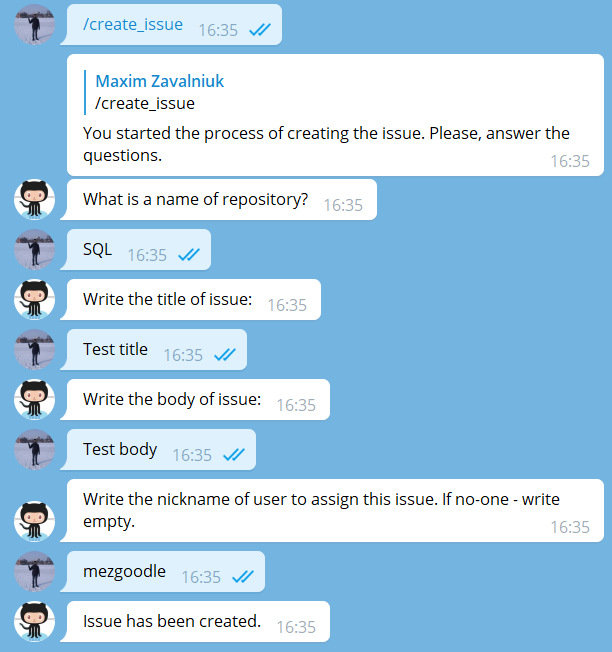 /create_issue 16:35
Maxim Zavalniuk
/create_issue
You started the process of creating the issue. Please, answer the
questions. 16:35
What is a name of repository? 16:35
SQL 16:35
Write the title of issue: 16:35
Test title 16:35
Write the body of issue: 16:35
Test body 16:35
Write the nickname of user to assign this issue. If no-one - write
empty. 16:35
mezgoodle 16:35
Issue has been created. 16:35